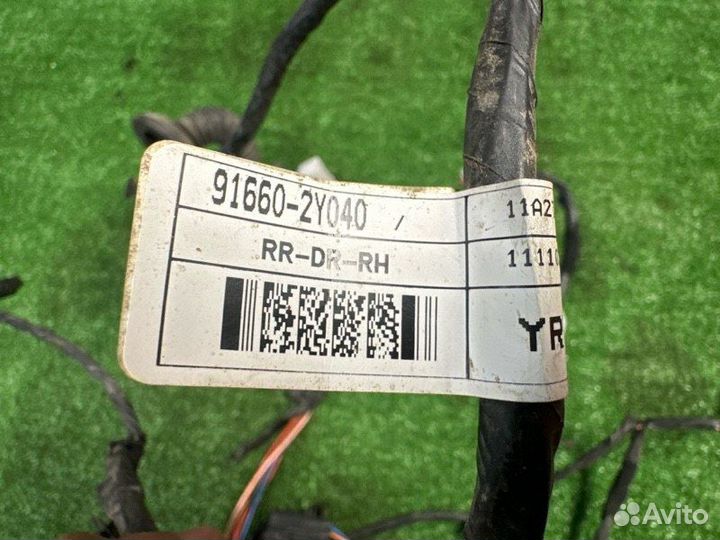 91660-2Y040 /
RR-DR-RH
11A2
1111
YR
Avito